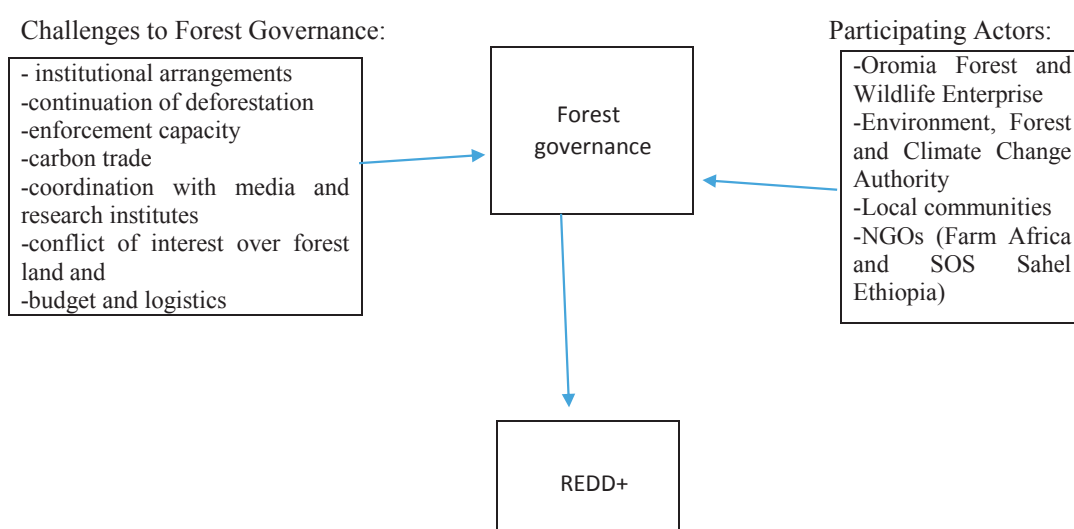 Challenges to Forest Governance:
- institutional arrangements
-continuation of deforestation
-enforcement capacity
-carbon trade
-coordination with media and
research institutes
-conflict of interest over forest
land and
-budget and logistics
Forest
governance
Participating Actors:
-Oromia Forest and
Wildlife Enterprise
-Environment, Forest
and Climate Change
Authority
-Local communities
-NGOs (Farm Africa
and SOS Sahel
Ethiopia)
REDD+